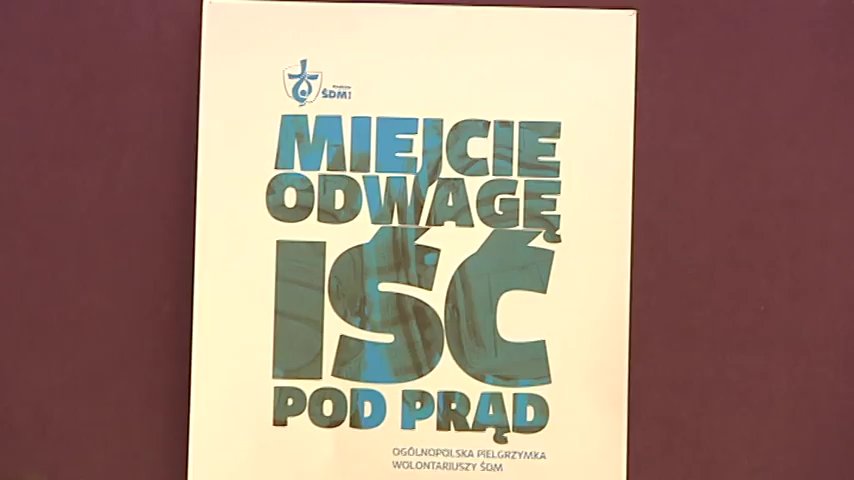 ŚDM
MIEJCIE
ODWAGĘ
IŚĆ
POD PRĄD
OGÓLNOPOLSKA PIELGRZYMKA
WOLONTARIUSZY ŚDM